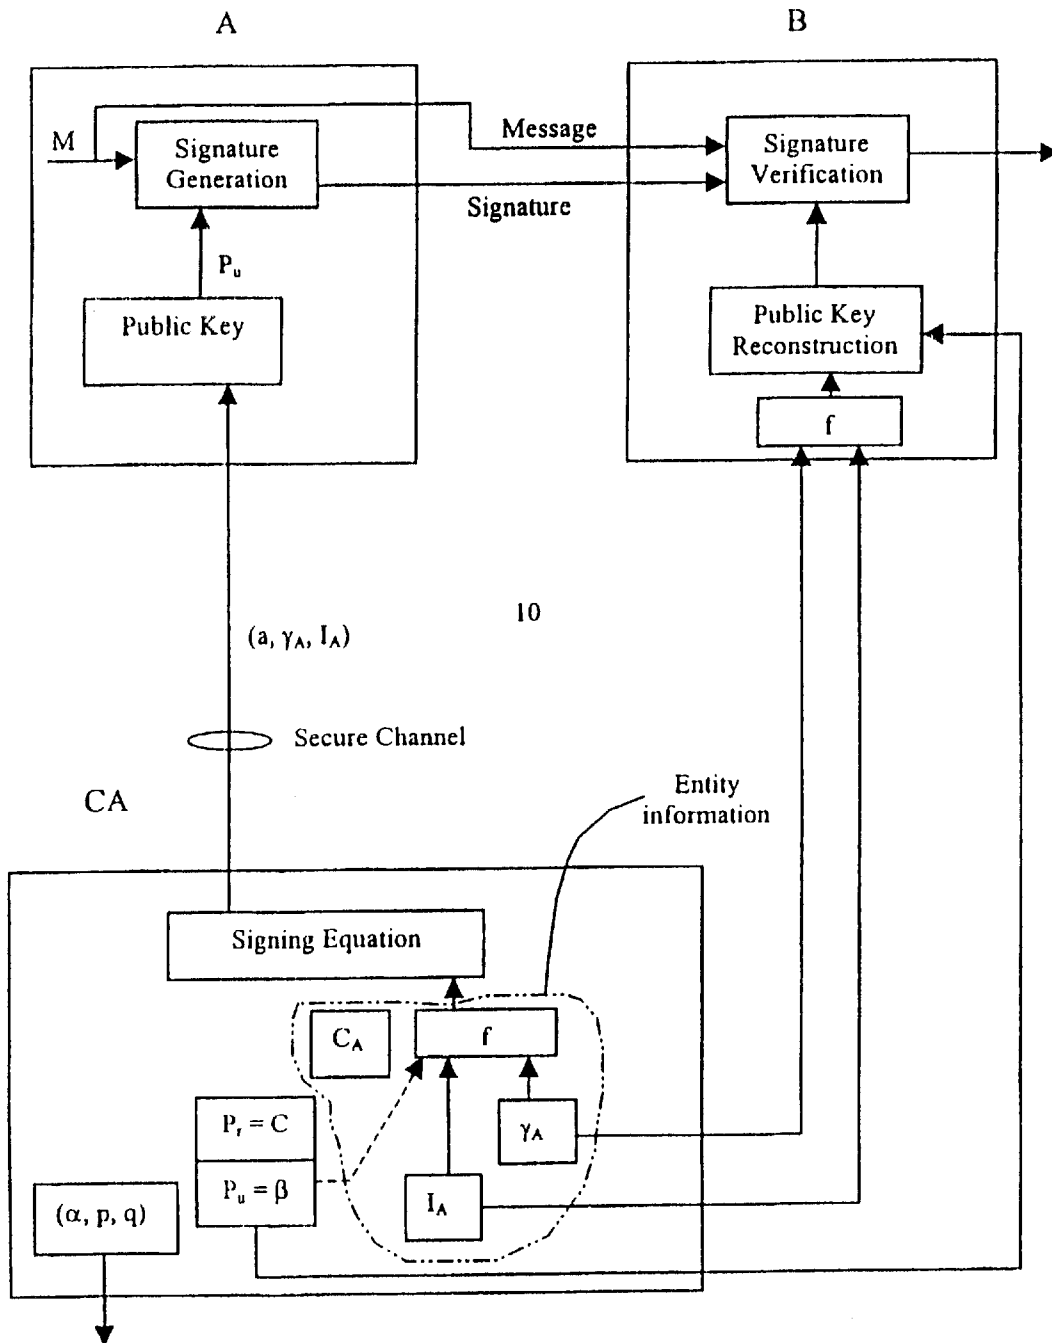 A
B
M
Signature
Generation
Message
Signature
Signature
Verification
Pᵤ
Public Key
Public Key
Reconstruction
f
10
(a, γA, IA)
Secure Channel
CA
Entity
information
Signing Equation
CA
f
Pᵣ = C
γA
Pᵤ = β
IA
(α, p, q)